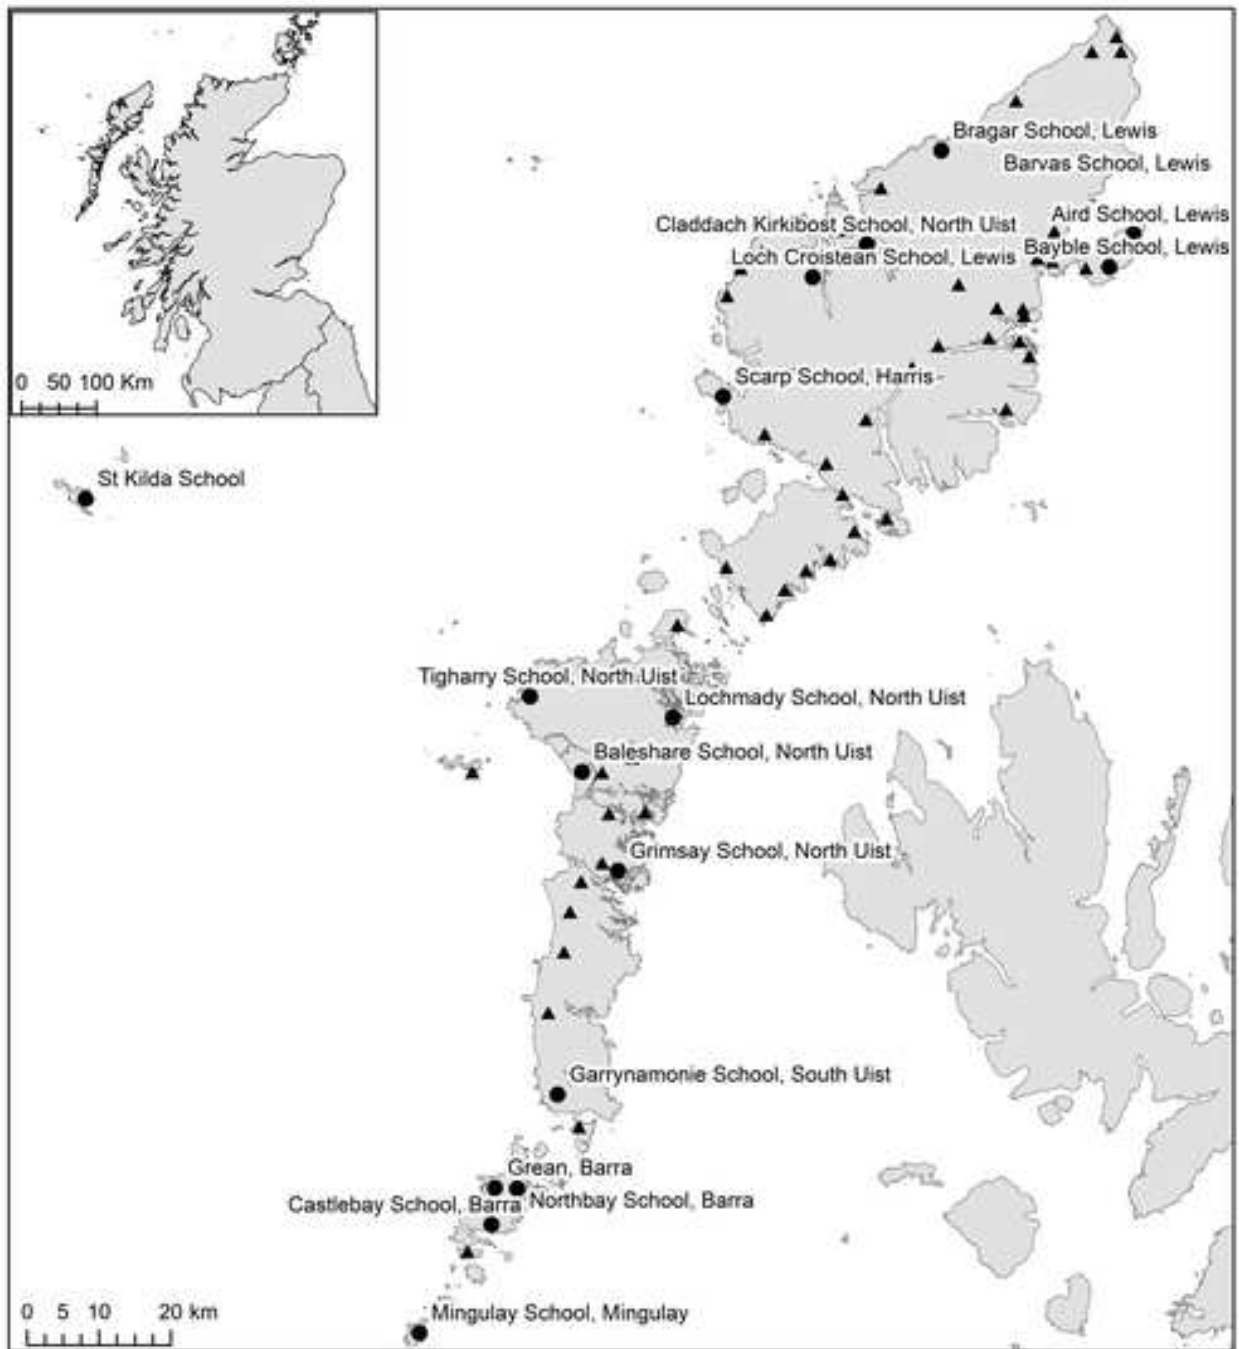 Bragar School, Lewis
Barvas School, Lewis
Aird School, Lewis
Claddach Kirkibost School, North Uist
Bayble School, Lewis
Loch Croistean School, Lewis
Scarp School, Harris
0 50 100 Km
St Kilda School
Tigharry School, North Uist
Lochmady School, North Uist
Baleshare School, North Uist
Grimsay School, North Uist
Garrynamonie School, South Uist
Grean, Barra
Castlebay School, Barra
Northbay School, Barra
Mingulay School, Mingulay
0 5 10 20 km